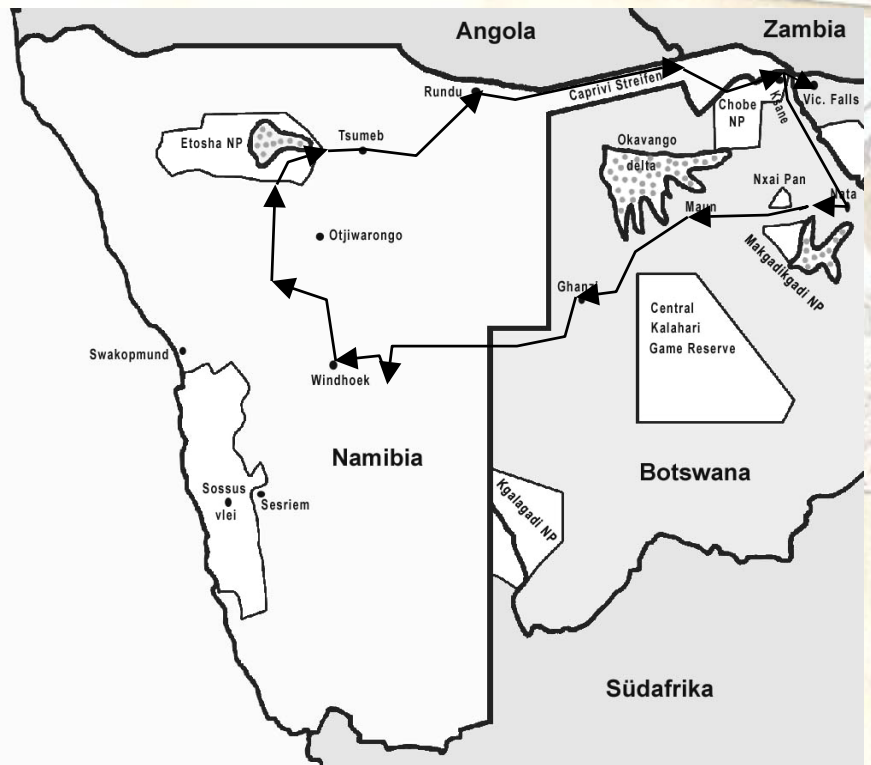 Angola
Zambia
Rundu
Caprivi Streifen
Ksane
Vic. Falls
Chobe
NP
Etosha NP
Tsumeb
Okavango
delta
Nxai Pan
Nata
Maun
Otjiwarongo
Makgadikgadi NP
Ghanzi
Central
Kalahari
Game Reserve
Swakopmund
Windhoek
Namibia
Botswana
Kgalagadi NP
Sossus
vlei
Sesriem
Südafrika